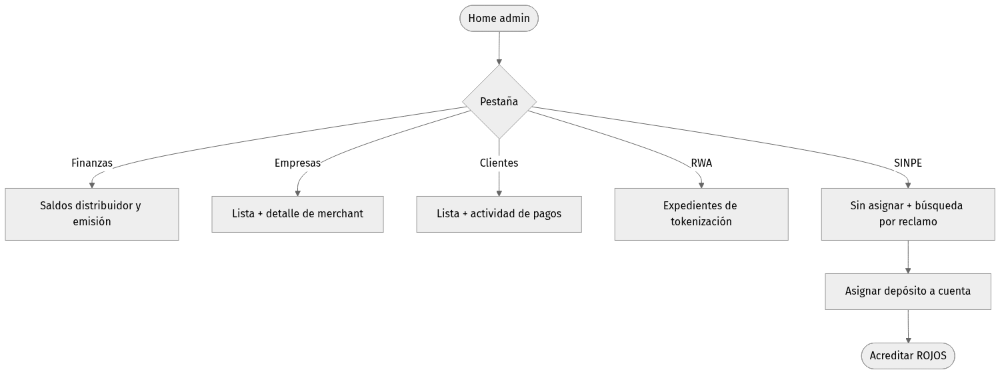 Home admin
Pestaña
Finanzas
Empresas
Clientes
RWA
SINPE
Saldos distribuidor y
emisión
Lista + detalle de merchant
Lista + actividad de pagos
Expedientes de
tokenización
Sin asignar + búsqueda
por reclamo
Asignar depósito a cuenta
Acreditar ROJOS